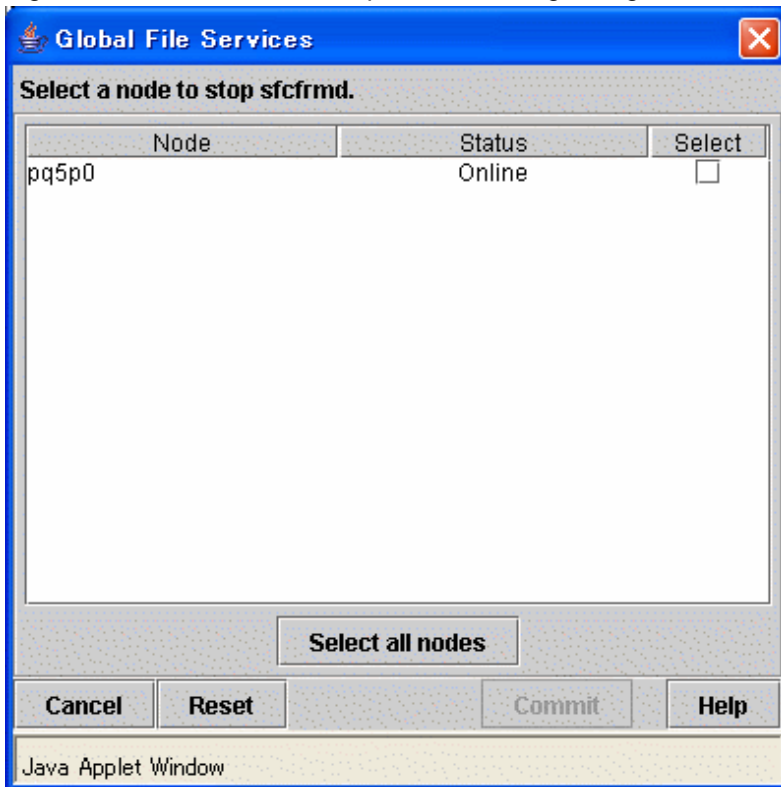 Global File Services
Select a node to stop sfcfrmd.
Node Status Select
pq5p0 Online
Select all nodes
Cancel Reset Commit Help
Java Applet Window